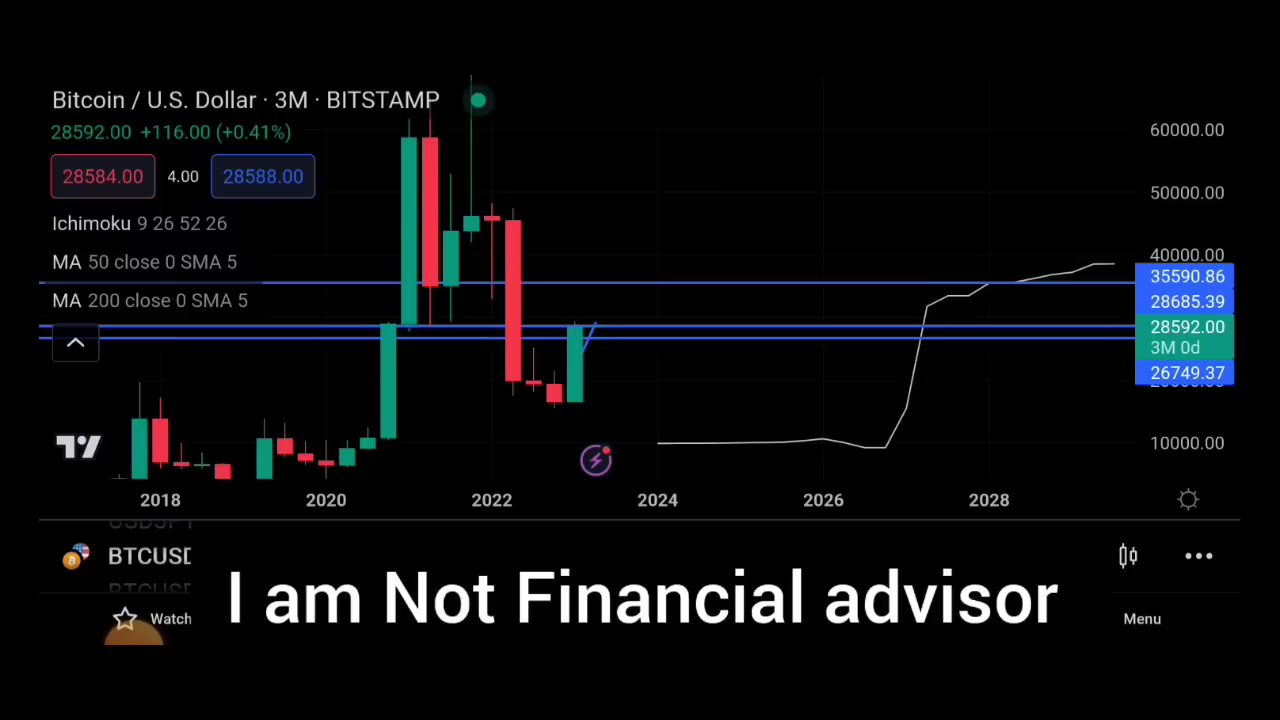 Bitcoin / U.S. Dollar · 3M · BITSTAMP
28592.00 +116.00 (+0.41%)
28584.00 4.00 28588.00
Ichimoku 9 26 52 26
MA 50 close 0 SMA 5
MA 200 close 0 SMA 5
60000.00
50000.00
40000.00
35590.86
28685.39
28592.00
3M 0d
26749.37
10000.00
2018 2020 2022 2024 2026 2028
BTCUSD
I am Not Financial advisor
Watch
Menu